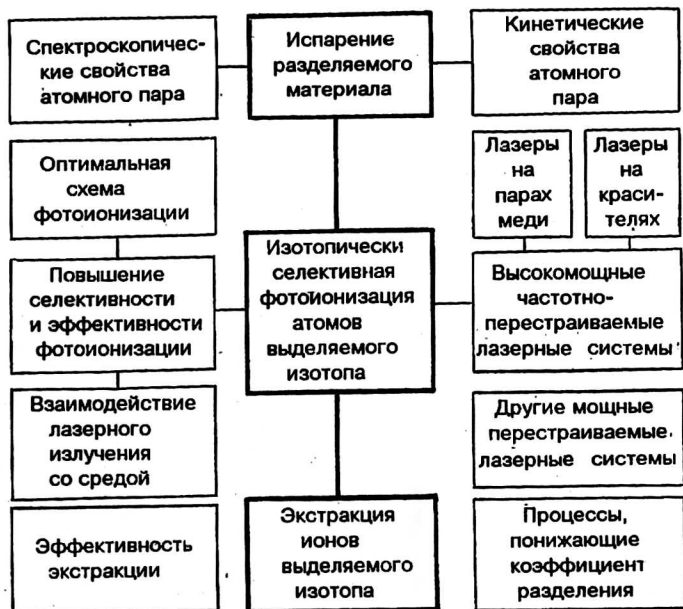 Спектроскопичес-
кие свойства
атомного пара
Испарение
разделяемого
материала
Кинетические
свойства
атомного
пара
Оптимальная
схема
фотоионизации
Лазеры
на
парах
меди
Лазеры
на
краси-
телях
Повышение
селективности
и эффективности
фотоионизации
Изотопически
селективная
фотоионизация
атомов
выделяемого
изотопа
Высокомощные
частотно-
перестраиваемые
лазерные системы
Взаимодействие
лазерного
излучения
со средой
Другие мощные
перестраиваемые
лазерные системы
Эффективность
экстракции
Экстракция
ионов
выделяемого
изотопа
Процессы,
понижающие
коэффициент
разделения